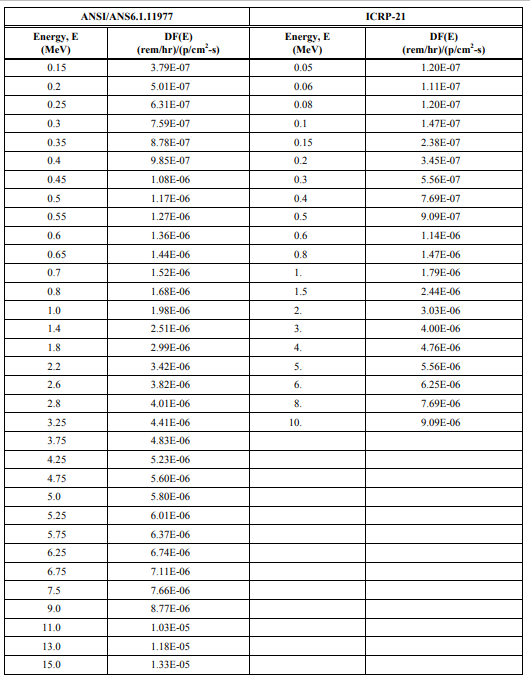 ANSI/ANS6.1.11977 ICRP-21
Energy, E DF(E) Energy, E DF(E)
(MeV) (rem/hr)/(p/cm²-s) (MeV) (rem/hr)/(p/cm²-s)
0.15 3.79E-07 0.05 1.20E-07
0.2 5.01E-07 0.06 1.11E-07
0.25 6.31E-07 0.08 1.20E-07
0.3 7.59E-07 0.1 1.47E-07
0.35 8.78E-07 0.15 2.38E-07
0.4 9.85E-07 0.2 3.45E-07
0.45 1.08E-06 0.3 5.56E-07
0.5 1.17E-06 0.4 7.69E-07
0.55 1.27E-06 0.5 9.09E-07
0.6 1.36E-06 0.6 1.14E-06
0.65 1.44E-06 0.8 1.47E-06
0.7 1.52E-06 1. 1.79E-06
0.8 1.68E-06 1.5 2.44E-06
1.0 1.98E-06 2. 3.03E-06
1.4 2.51E-06 3. 4.00E-06
1.8 2.99E-06 4. 4.76E-06
2.2 3.42E-06 5. 5.56E-06
2.6 3.82E-06 6. 6.25E-06
2.8 4.01E-06 8. 7.69E-06
3.25 4.41E-06 10. 9.09E-06
3.75 4.83E-06
4.25 5.23E-06
4.75 5.60E-06
5.0 5.80E-06
5.25 6.01E-06
5.75 6.37E-06
6.25 6.74E-06
6.75 7.11E-06
7.5 7.66E-06
9.0 8.77E-06
11.0 1.03E-05
13.0 1.18E-05
15.0 1.33E-05